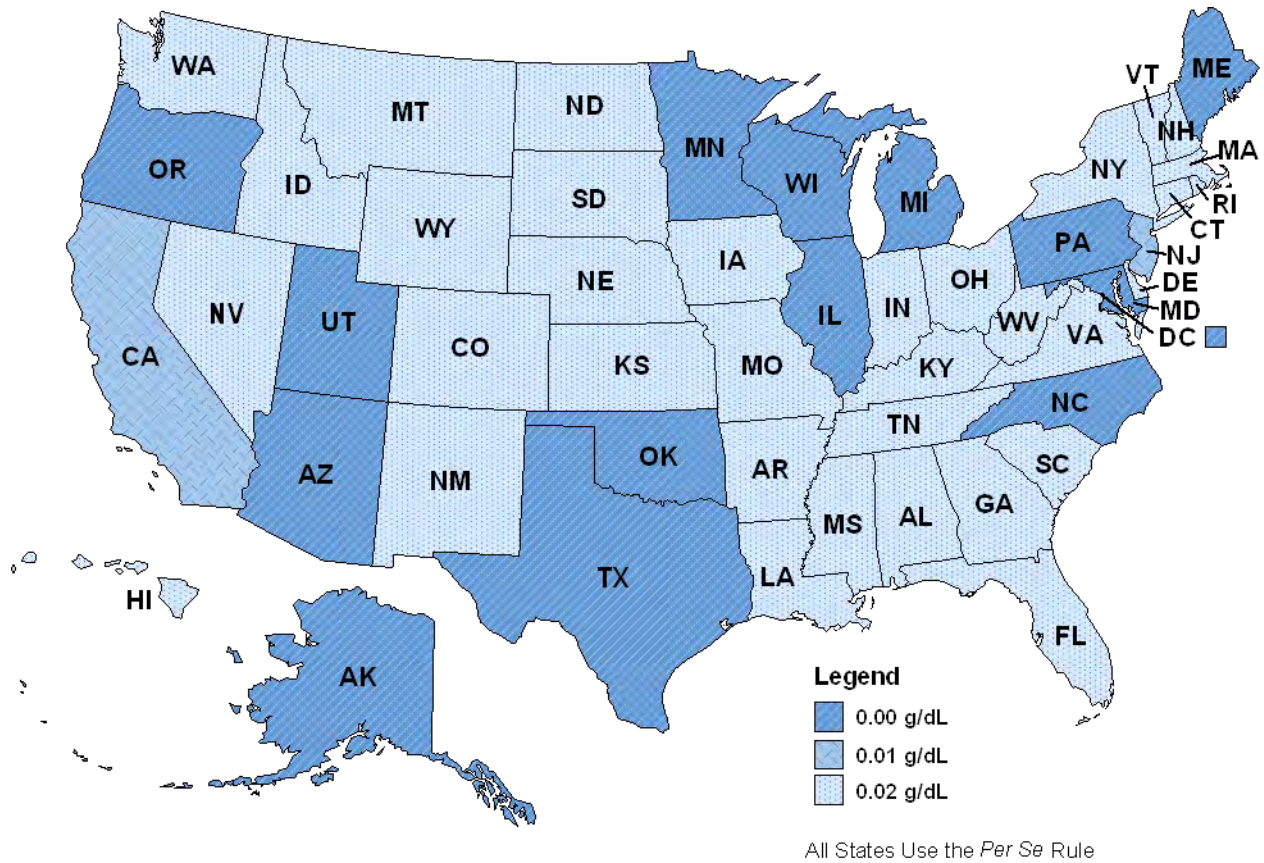 WA
MT
ND
MN
VT
ME
NH
MA
OR
ID
SD
WI
MI
NY
RI
CT
WY
PA
NJ
IA
NE
OH
DE
MD
NV
UT
IL
IN
WV
DC
VA
CA
CO
KS
MO
KY
NC
AZ
NM
OK
AR
TN
SC
MS
AL
GA
TX
LA
HI
FL
AK
Legend
0.00 g/dL
0.01 g/dL
0.02 g/dL
All States Use the Per Se Rule